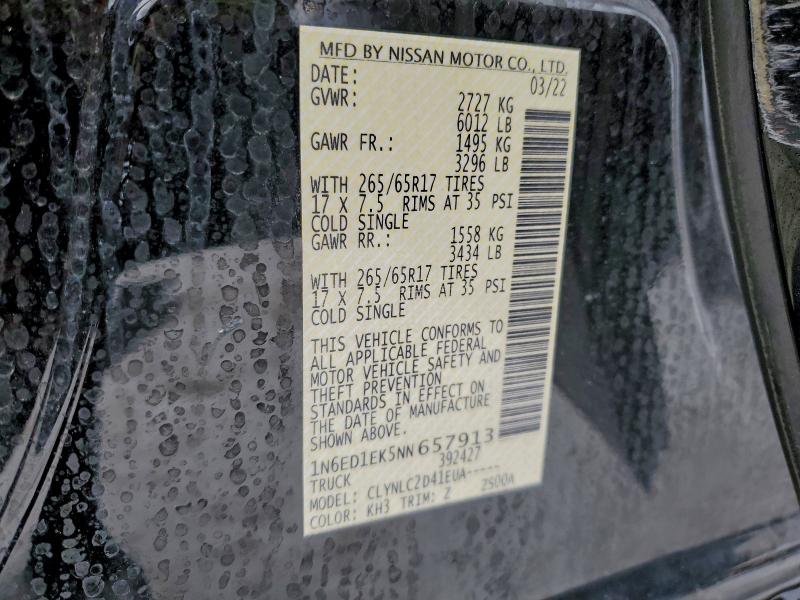 MFD BY NISSAN MOTOR CO., LTD.
DATE: 03/22
GVWR: 2727 KG
6012 LB
GAWR FR.: 1495 KG
3296 LB
WITH 265/65R17 TIRES
17 X 7.5 RIMS AT 35 PSI
COLD SINGLE
GAWR RR.: 1558 KG
3434 LB
WITH 265/65R17 TIRES
17 X 7.5 RIMS AT 35 PSI
COLD SINGLE
THIS VEHICLE CONFORMS TO
ALL APPLICABLE FEDERAL
MOTOR VEHICLE SAFETY AND
THEFT PREVENTION
STANDARDS IN EFFECT ON
THE DATE OF MANUFACTURE
SHOWN ABOVE.
1N6ED1EK5NN657913
TRUCK 392427
MODEL: CLYNLC2D41EUA-----
COLOR: KH3 TRIM: Z 2S00A